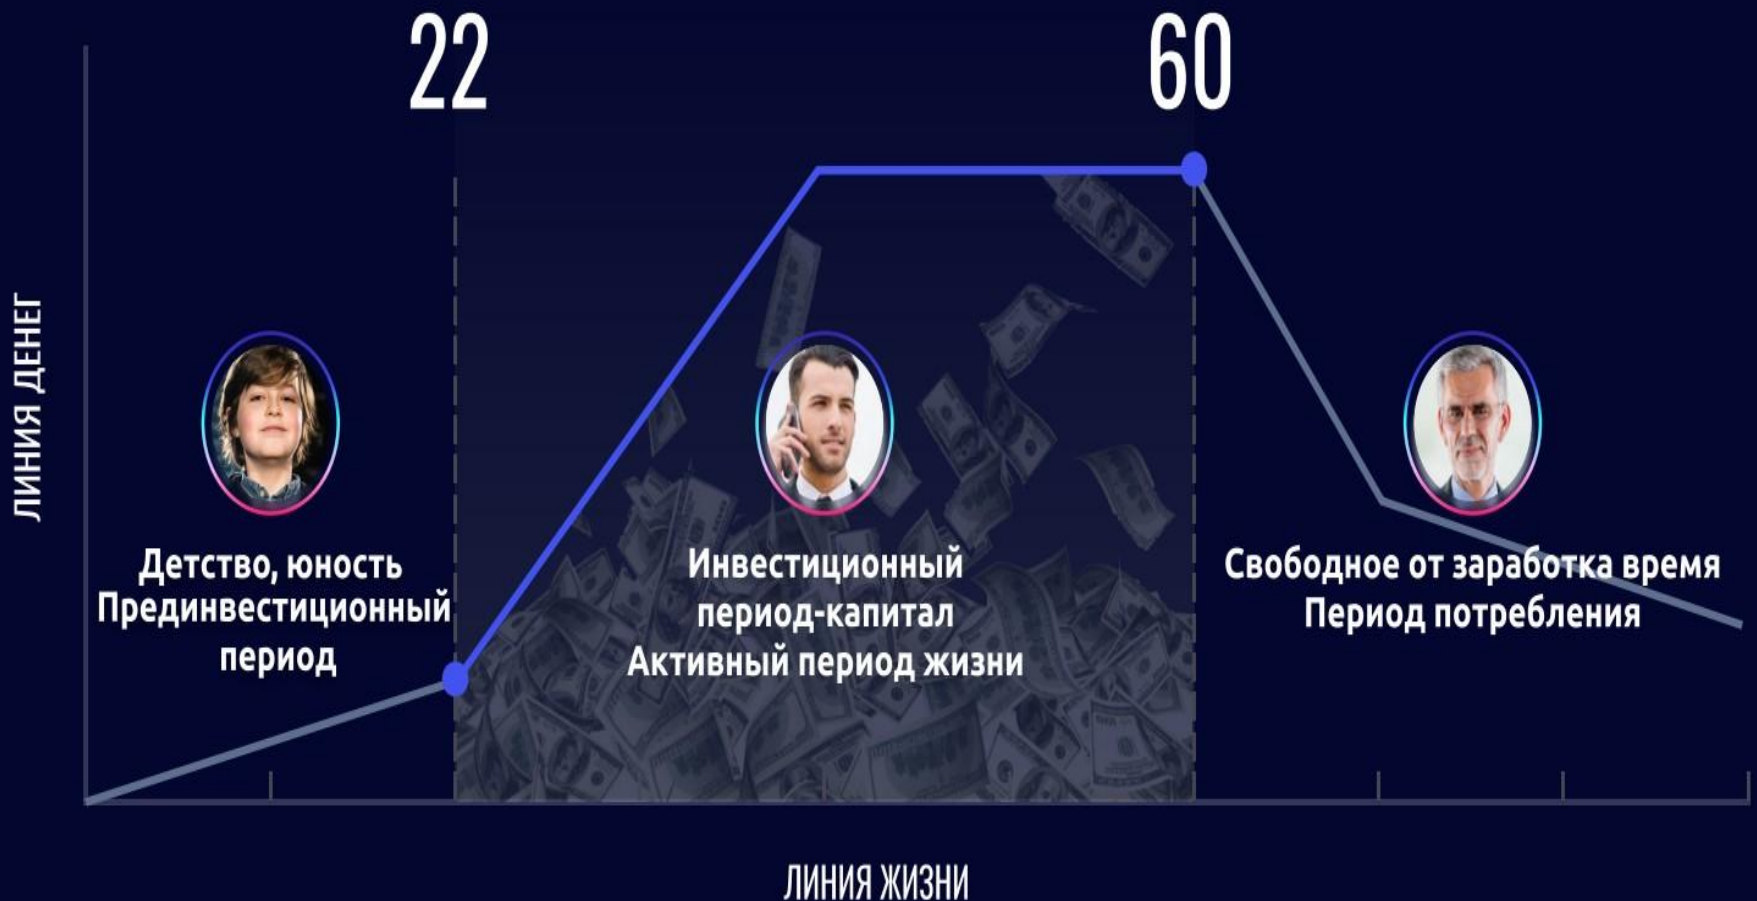 22
60
ЛИНИЯ ДЕНЕГ
Детство, юность
Прединвестиционный
период
Инвестиционный
период-капитал
Активный период жизни
Свободное от заработка время
Период потребления
ЛИНИЯ ЖИЗНИ